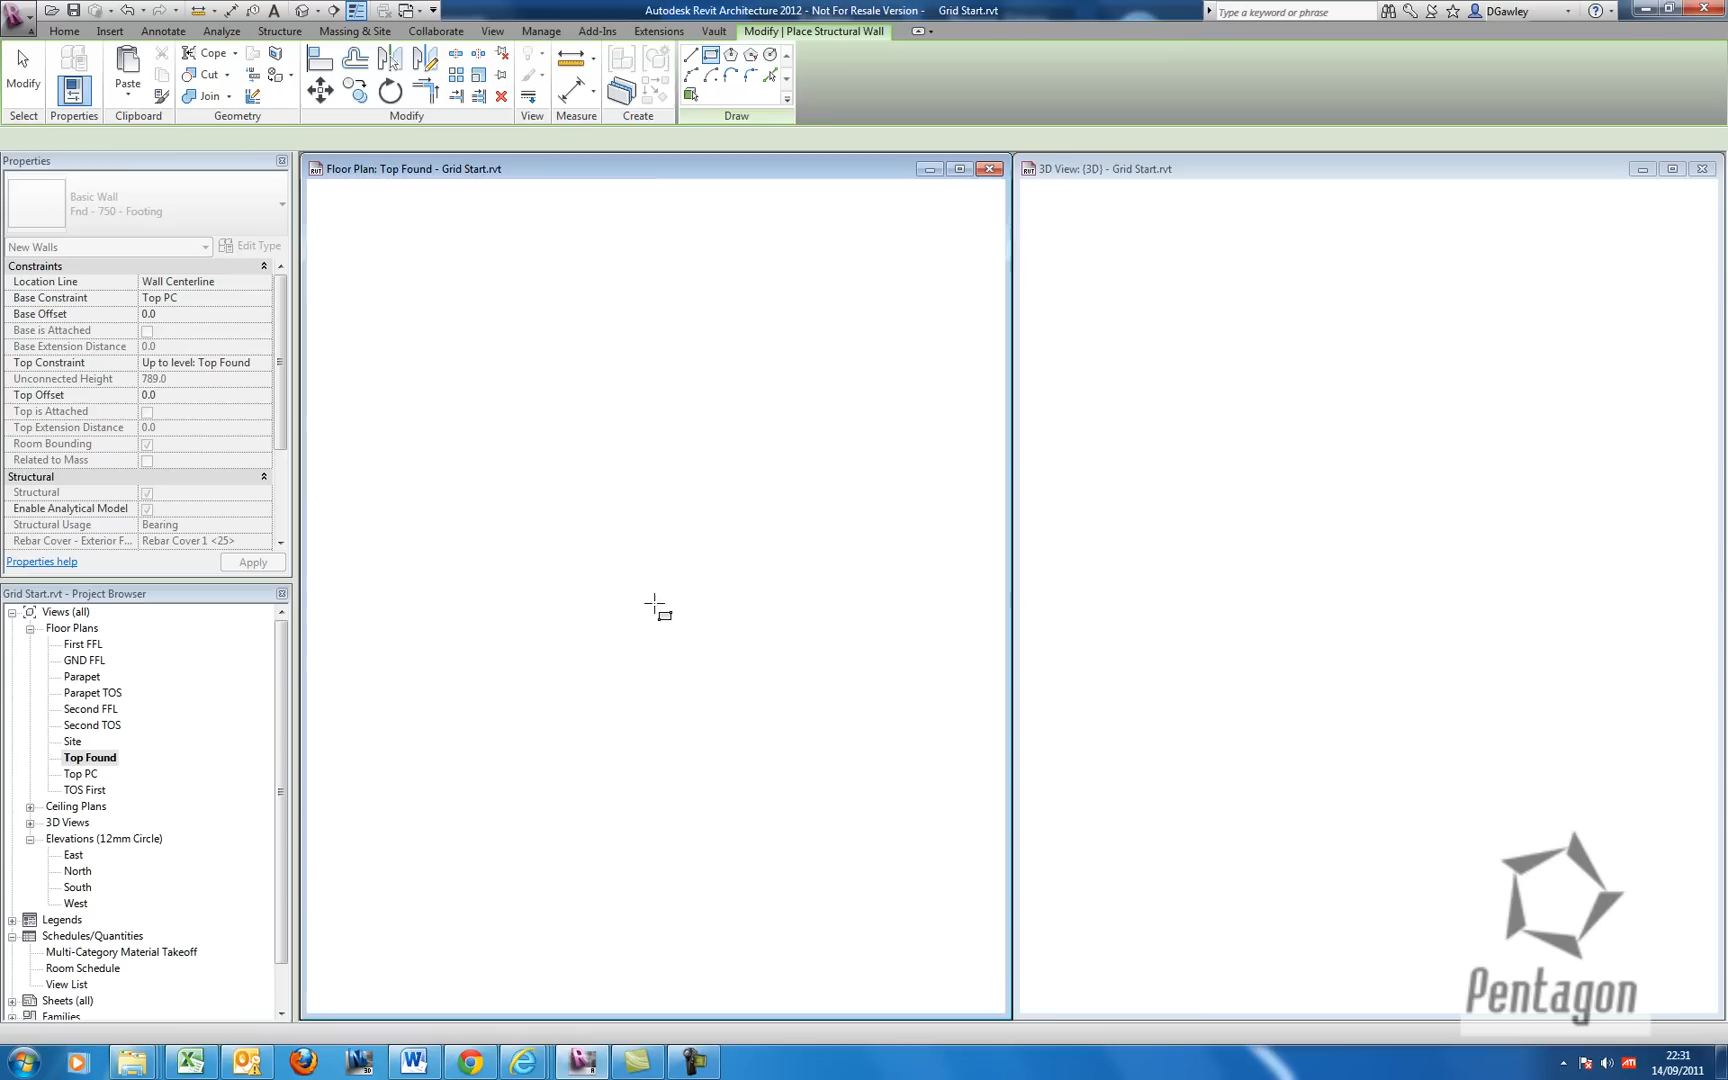 Autodesk Revit Architecture 2012 - Not For Resale Version - Grid Start.rvt
Type a keyword or phrase
DGawley
Home Insert Annotate Analyze Structure Massing & Site Collaborate View Manage Add-Ins Extensions Vault Modify | Place Structural Wall
Modify
Paste
Cope
Cut
Join
Select Properties Clipboard Geometry Modify View Measure Create Draw
Properties
Basic Wall
Fnd - 750 - Footing
New Walls
Edit Type
Constraints
Location Line Wall Centerline
Base Constraint Top PC
Base Offset 0.0
Base is Attached
Base Extension Distance 0.0
Top Constraint Up to level: Top Found
Unconnected Height 789.0
Top Offset 0.0
Top is Attached
Top Extension Distance 0.0
Room Bounding
Related to Mass
Structural
Structural
Enable Analytical Model
Structural Usage Bearing
Rebar Cover - Exterior F... Rebar Cover 1 <25>
Properties help
Apply
Grid Start.rvt - Project Browser
Views (all)
Floor Plans
First FFL
GND FFL
Parapet
Parapet TOS
Second FFL
Second TOS
Site
Top Found
Top PC
TOS First
Ceiling Plans
3D Views
Elevations (12mm Circle)
East
North
South
West
Legends
Schedules/Quantities
Multi-Category Material Takeoff
Room Schedule
View List
Sheets (all)
Families
Floor Plan: Top Found - Grid Start.rvt
3D View: {3D} - Grid Start.rvt
Pentagon
22:31
14/09/2011